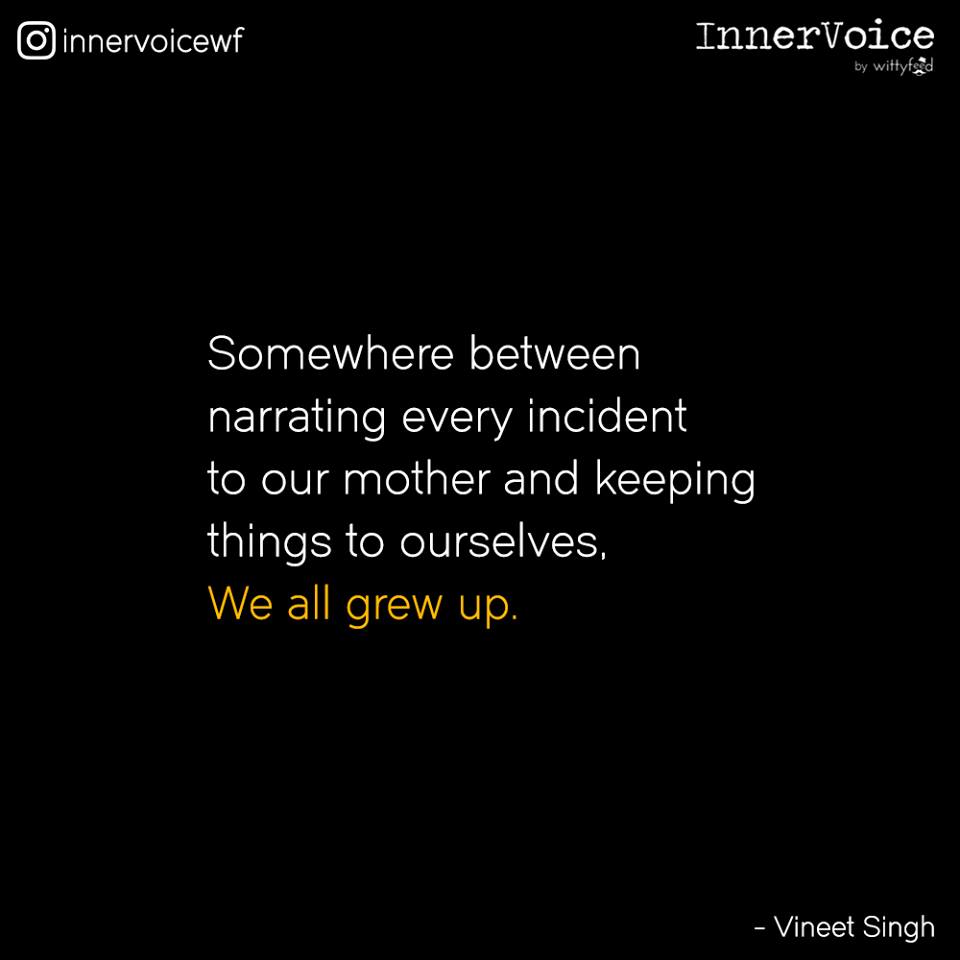 innervoicewf
InnerVoice
by wittyfeed
Somewhere between
narrating every incident
to our mother and keeping
things to ourselves,
We all grew up.
- Vineet Singh